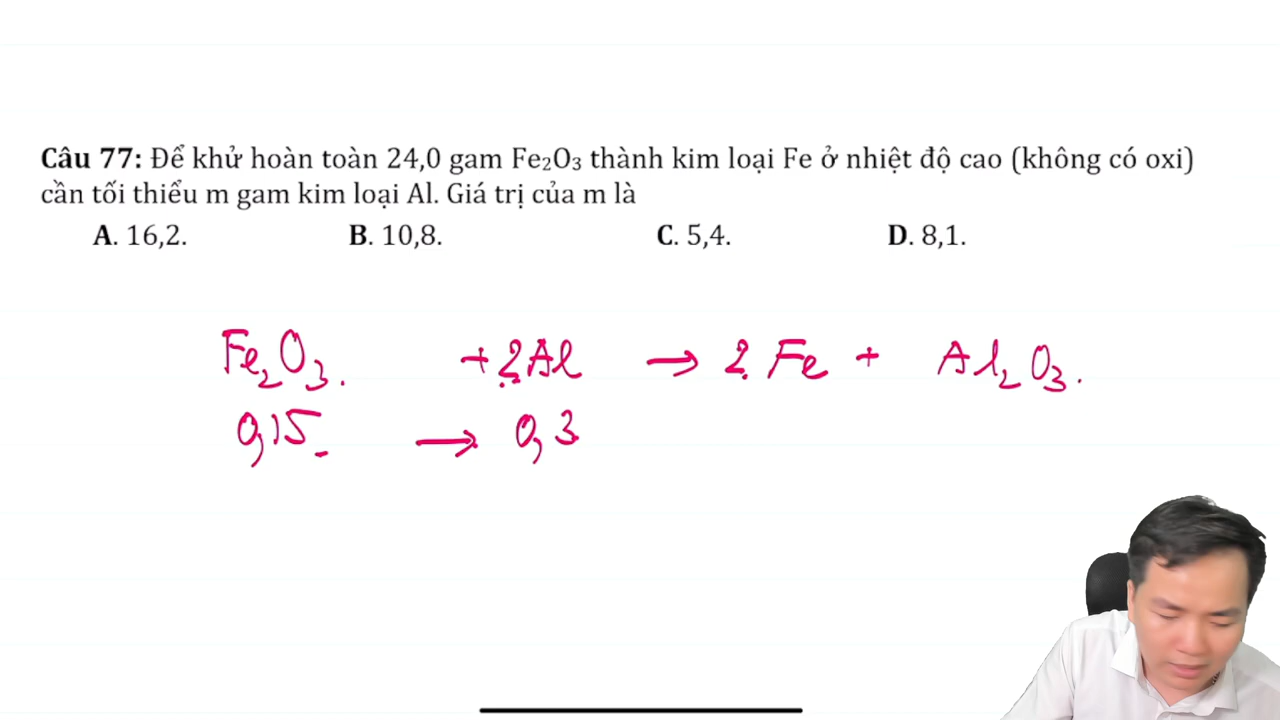 Câu 77: Để khử hoàn toàn 24,0 gam Fe₂O₃ thành kim loại Fe ở nhiệt độ cao (không có oxi)
cần tối thiểu m gam kim loại Al. Giá trị của m là
A. 16,2. B. 10,8. C. 5,4. D. 8,1.
Fe₂O₃. + 2Al → 2 Fe + Al₂O₃.
0,15 → 0,3